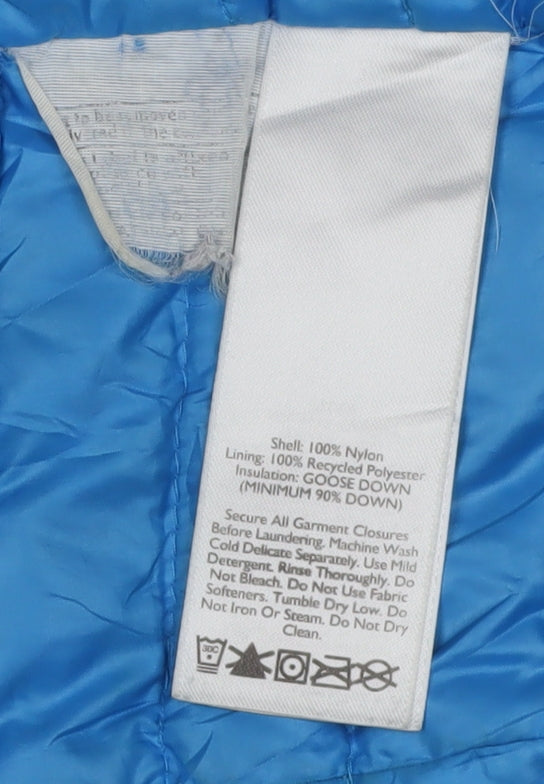 to be
Shell: 100% Nylon
Lining: 100% Recycled Polyester
Insulation: GOOSE DOWN
(MINIMUM 90% DOWN)
Secure All Garment Closures
Before Laundering. Machine Wash
Cold Delicate Separately. Use Mild
Detergent. Rinse Thoroughly. Do
Not Bleach. Do Not Use Fabric
Softeners. Tumble Dry Low. Do
Not Iron Or Steam. Do Not Dry
Clean.
30C